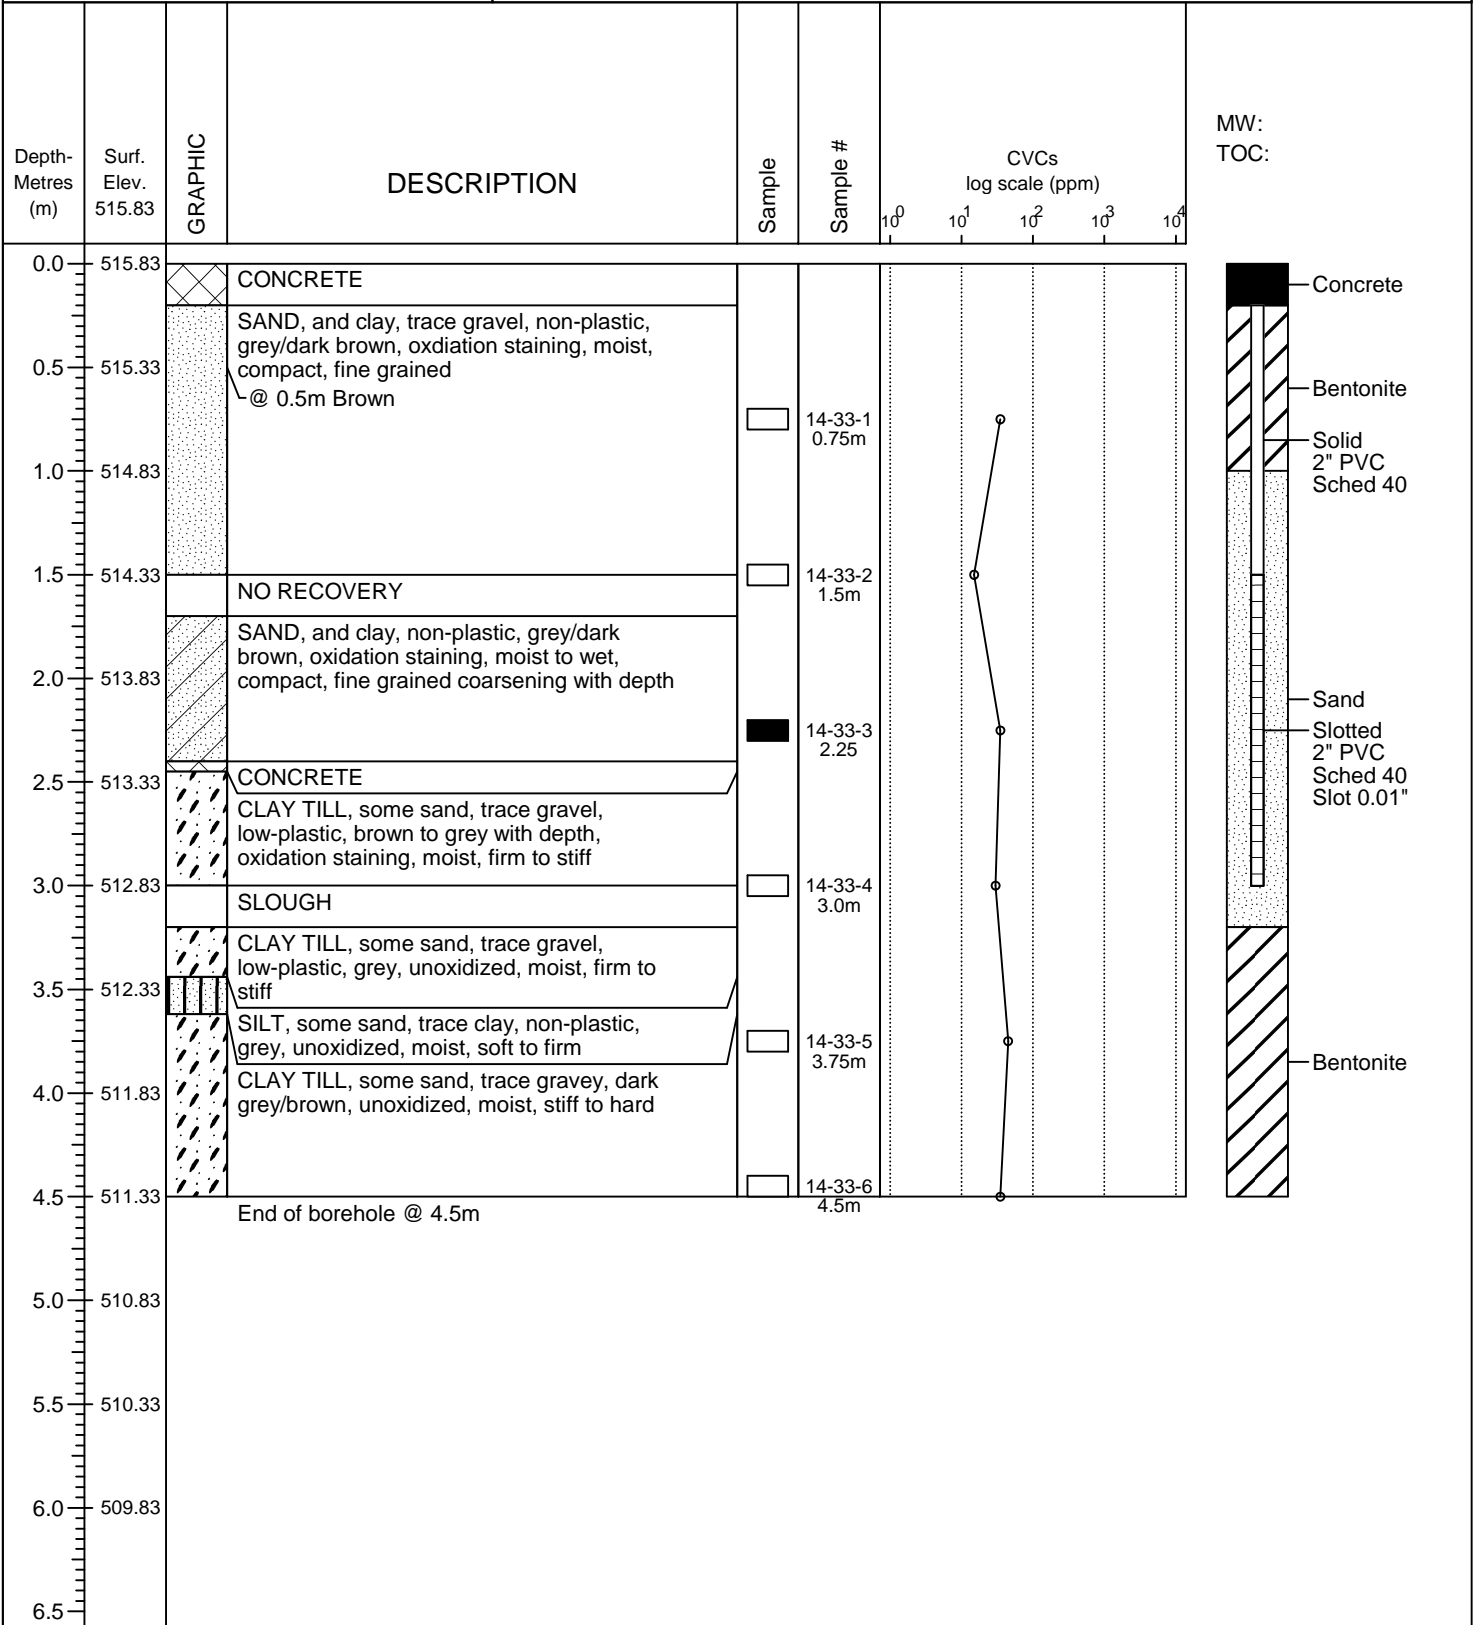 Depth-
Metres
(m)
Surf.
Elev.
515.83
GRAPHIC
DESCRIPTION
Sample
Sample #
CVCs
log scale (ppm)
10^0 10^1 10^2 10^3 10^4
MW:
TOC:
0.0 515.83
CONCRETE
Concrete
SAND, and clay, trace gravel, non-plastic,
grey/dark brown, oxdiation staining, moist,
compact, fine grained
0.5 515.33
@ 0.5m Brown
Bentonite
14-33-1
0.75m
Solid
2" PVC
Sched 40
1.0 514.83
1.5 514.33
14-33-2
1.5m
NO RECOVERY
SAND, and clay, non-plastic, grey/dark
brown, oxidation staining, moist to wet,
compact, fine grained coarsening with depth
2.0 513.83
Sand
14-33-3
2.25
Slotted
2" PVC
Sched 40
Slot 0.01"
2.5 513.33
CONCRETE
CLAY TILL, some sand, trace gravel,
low-plastic, brown to grey with depth,
oxidation staining, moist, firm to stiff
3.0 512.83
14-33-4
3.0m
SLOUGH
CLAY TILL, some sand, trace gravel,
low-plastic, grey, unoxidized, moist, firm to
stiff
3.5 512.33
SILT, some sand, trace clay, non-plastic,
grey, unoxidized, moist, soft to firm
14-33-5
3.75m
Bentonite
CLAY TILL, some sand, trace gravey, dark
grey/brown, unoxidized, moist, stiff to hard
4.0 511.83
14-33-6
4.5m
4.5 511.33
End of borehole @ 4.5m
5.0 510.83
5.5 510.33
6.0 509.83
6.5